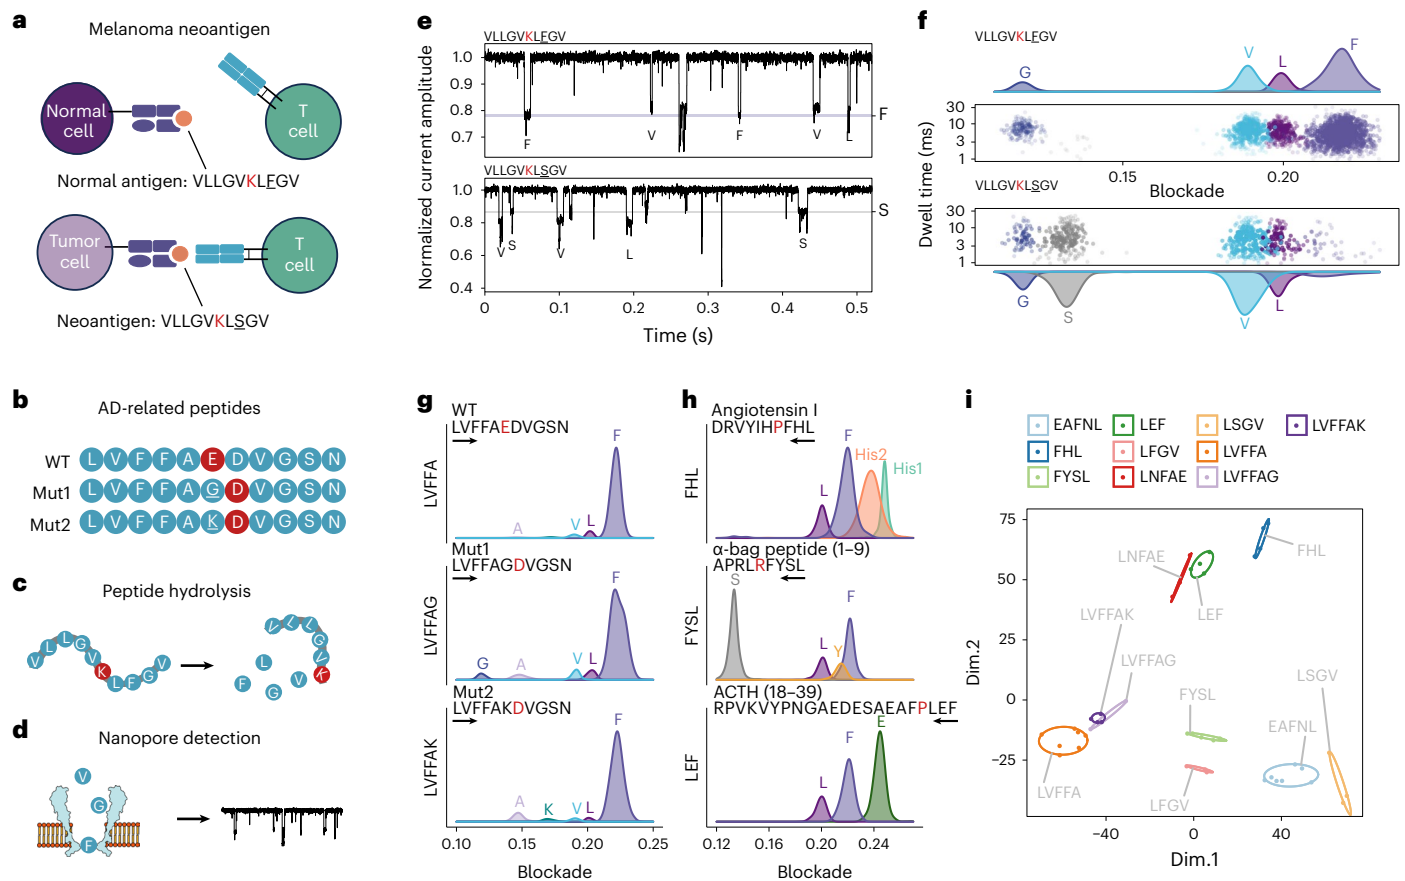 a
Melanoma neoantigen
Normal
cell
T
cell
Normal antigen: VLLGVKLFGV
Tumor
cell
T
cell
Neoantigen: VLLGVKLSGV
b
AD-related peptides
WT L V F F A E D V G S N
Mut1 L V F F A G D V G S N
Mut2 L V F F A K D V G S N
c
Peptide hydrolysis
V L L G V K L F G V
V L L G V K
L
F
G
V
d
Nanopore detection
V
G
F
e
VLLGVKLFGV
1.0
0.9
0.8
0.7
F
F V F V L
VLLGVKLSGV
1.0
0.8
0.6
0.4
S
V S V L S
0 0.1 0.2 0.3 0.4 0.5
Time (s)
Normalized current amplitude
f
VLLGVKLFGV
G V L F
30
10
3
1
0.15 0.20
Blockade
VLLGVKLSGV
30
10
3
1
Dwell time (ms)
G S V L
g
WT
LVFFAEDVGSN
LVFFA
A V L F
Mut1
LVFFAGDVGSN
LVFFAG
G A V L F
Mut2
LVFFAKDVGSN
LVFFAK
A K V L F
0.10 0.15 0.20 0.25
Blockade
h
Angiotensin I
DRVYIHPFHL
FHL
L F His2 His1
α-bag peptide (1–9)
APRLRFYSL
FYSL
S L Y F
ACTH (18–39)
RPVKVYPNGAEDESAEAFPLEF
LEF
L F E
0.12 0.16 0.20 0.24
Blockade
i
EAFNL LEF LSGV LVFFAK
FHL LFGV LVFFA
FYSL LNFAE LVFFAG
75
50
25
0
−25
Dim.2
FHL
LNFAE
LEF
LVFFAK
LVFFAG
FYSL
LSGV
EAFNL
LVFFA
LFGV
−40 0 40
Dim.1